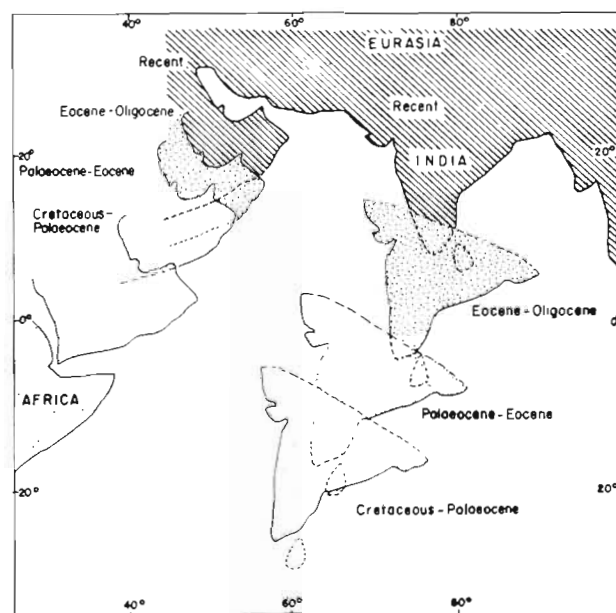 40°
60°
80°
EURASIA
Recent
Recent
Eocene-Oligocene
INDIA
20°
20°
Palaeocene-Eocene
Cretaceous-
Palaeocene
Eocene-Oligocene
0°
0
AFRICA
Palaeocene-Eocene
20°
20°
Cretaceous-Palaeocene
40°
60°
80°